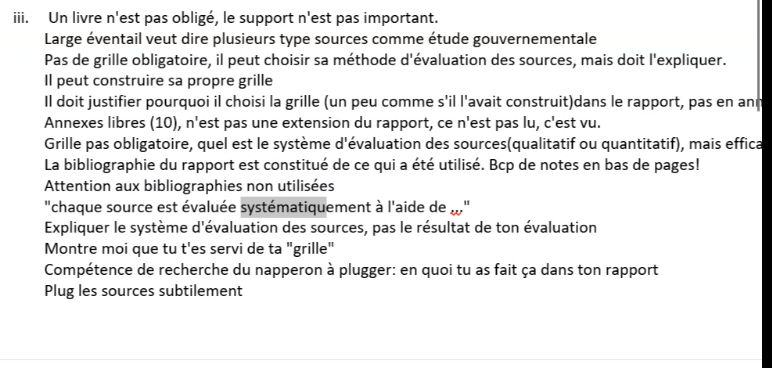 iii. Un livre n'est pas obligé, le support n'est pas important.
Large éventail veut dire plusieurs type sources comme étude gouvernementale
Pas de grille obligatoire, il peut choisir sa méthode d'évaluation des sources, mais doit l'expliquer.
Il peut construire sa propre grille
Il doit justifier pourquoi il choisi la grille (un peu comme s'il l'avait construit)dans le rapport, pas en
Annexes libres (10), n'est pas une extension du rapport, ce n'est pas lu, c'est vu.
Grille pas obligatoire, quel est le système d'évaluation des sources(qualitatif ou quantitatif), mais
La bibliographie du rapport est constitué de ce qui a été utilisé. Bcp de notes en bas de pages!
Attention aux bibliographies non utilisées
"chaque source est évaluée systématiquement à l'aide de ,,,"
Expliquer le système d'évaluation des sources, pas le résultat de ton évaluation
Montre moi que tu t'es servi de ta "grille"
Compétence de recherche du napperon à plugger: en quoi tu as fait ça dans ton rapport
Plug les sources subtilement